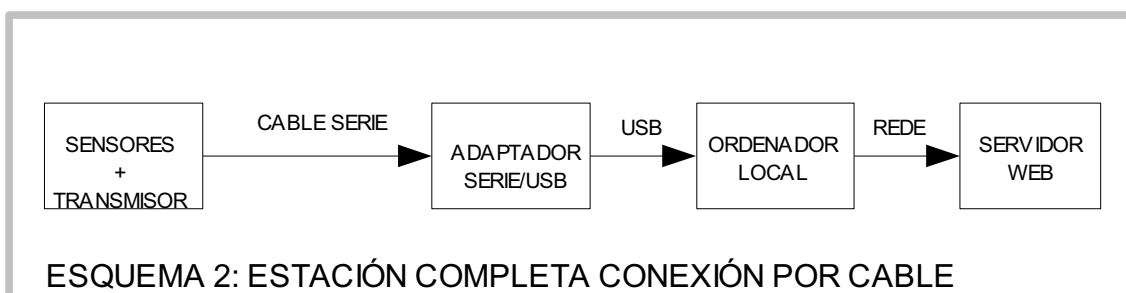 SENSORES
+
TRANSMISOR
CABLE SERIE
ADAPTADOR
SERIE/USB
USB
ORDENADOR
LOCAL
REDE
SERVIDOR
WEB
ESQUEMA 2: ESTACIÓN COMPLETA CONEXIÓN POR CABLE